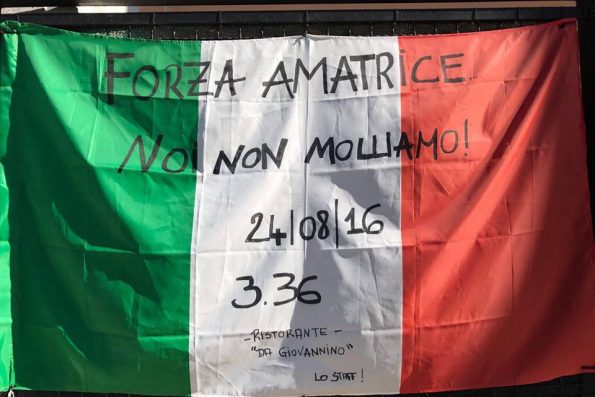 FORZA AMATRICE...
NOI NON MOLLIAMO!
24/08/16
3.36
- RISTORANTE -
"DA GIOVANNINO"
LO STAFF!